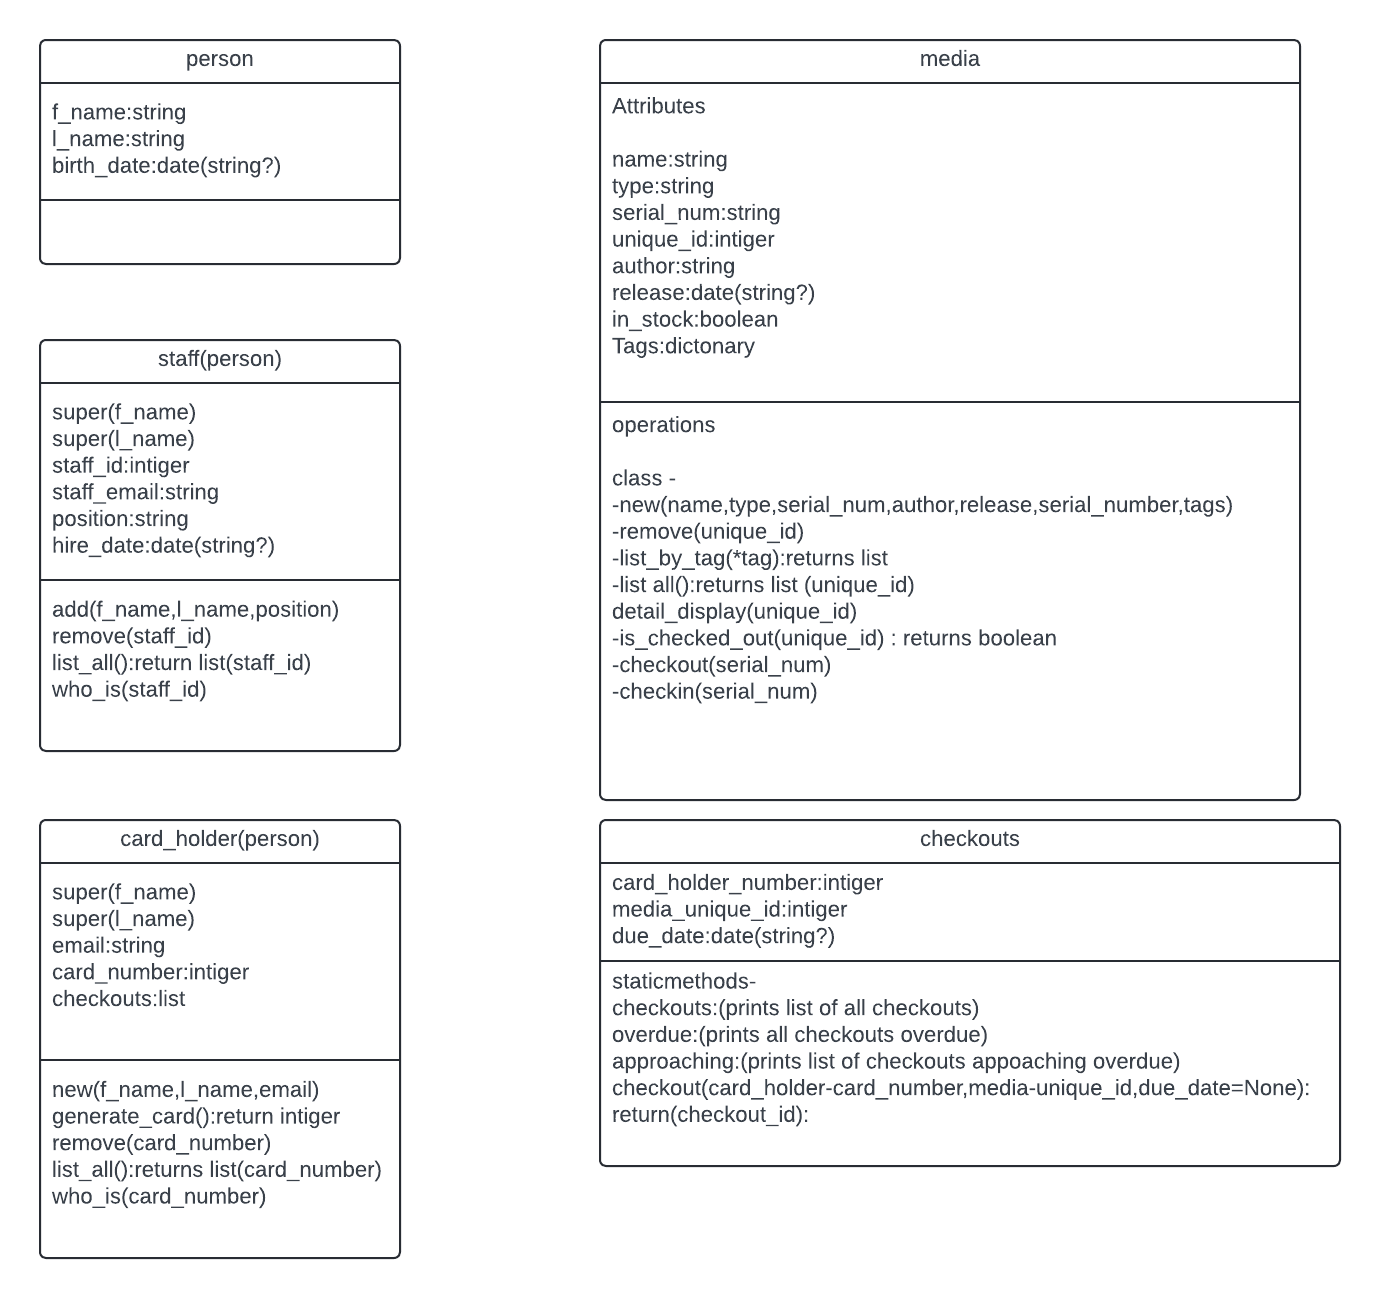 person
f_name:string
l_name:string
birth_date:date(string?)
staff(person)
super(f_name)
super(l_name)
staff_id:intiger
staff_email:string
position:string
hire_date:date(string?)
add(f_name,l_name,position)
remove(staff_id)
list_all():return list(staff_id)
who_is(staff_id)
card_holder(person)
super(f_name)
super(l_name)
email:string
card_number:intiger
checkouts:list
new(f_name,l_name,email)
generate_card():return intiger
remove(card_number)
list_all():returns list(card_number)
who_is(card_number)
media
Attributes
name:string
type:string
serial_num:string
unique_id:intiger
author:string
release:date(string?)
in_stock:boolean
Tags:dictonary
operations
class -
-new(name,type,serial_num,author,release,serial_number,tags)
-remove(unique_id)
-list_by_tag(*tag):returns list
-list all():returns list (unique_id)
detail_display(unique_id)
-is_checked_out(unique_id) : returns boolean
-checkout(serial_num)
-checkin(serial_num)
checkouts
card_holder_number:intiger
media_unique_id:intiger
due_date:date(string?)
staticmethods-
checkouts:(prints list of all checkouts)
overdue:(prints all checkouts overdue)
approaching:(prints list of checkouts appoaching overdue)
checkout(card_holder-card_number,media-unique_id,due_date=None):
return(checkout_id):